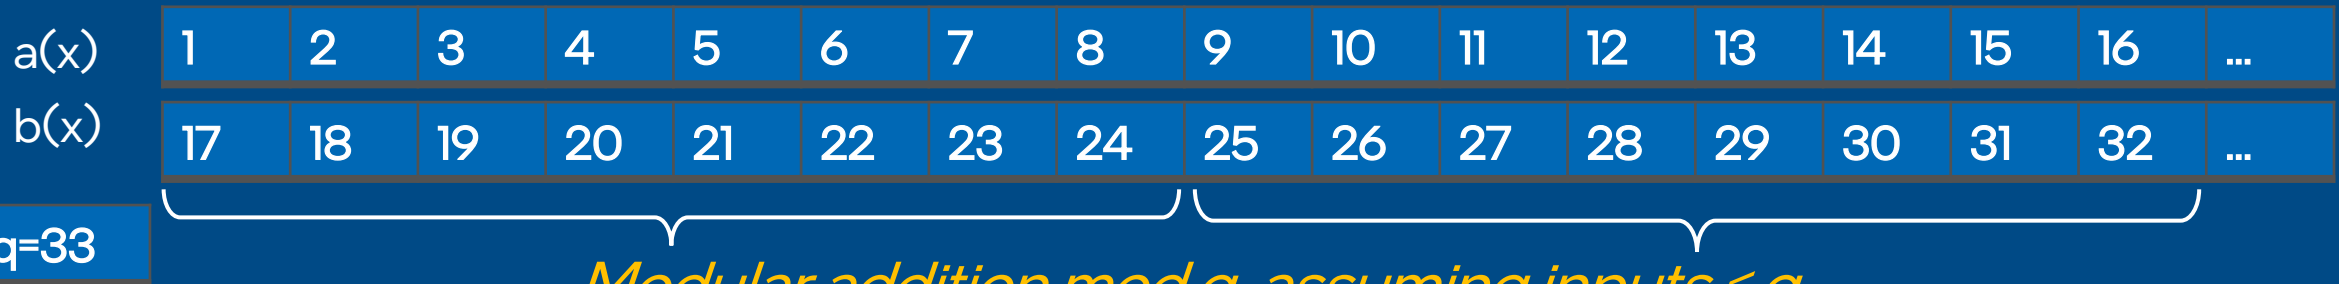 a(x) 1 2 3 4 5 6 7 8 9 10 11 12 13 14 15 16 ...
b(x) 17 18 19 20 21 22 23 24 25 26 27 28 29 30 31 32 ...
q=33
Modular addition mod q, assuming inputs < q